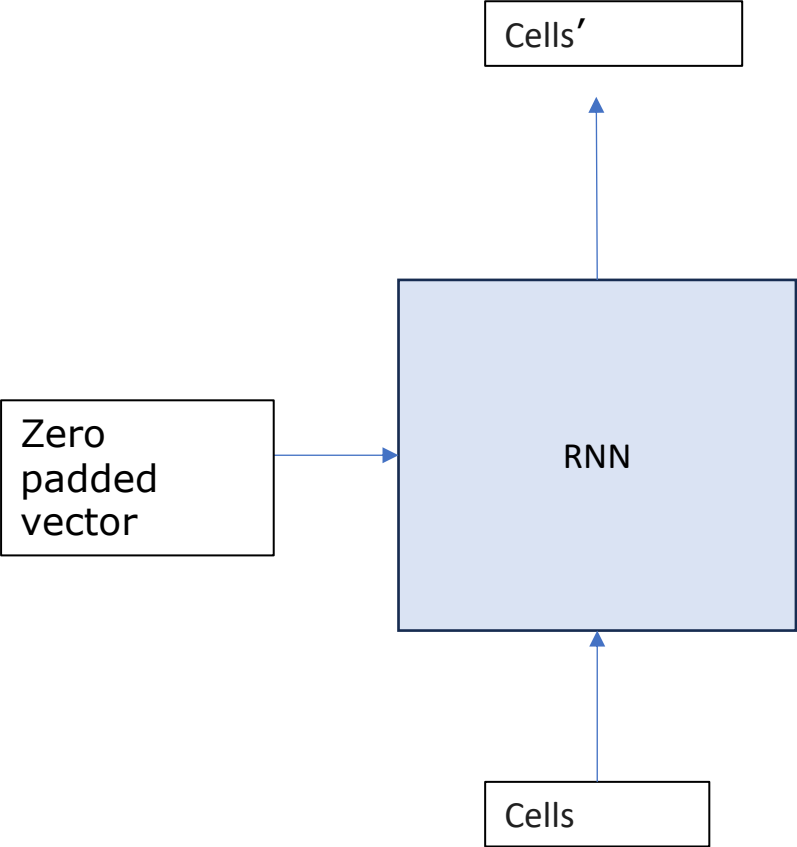 Cells′
Zero
padded
vector
RNN
Cells